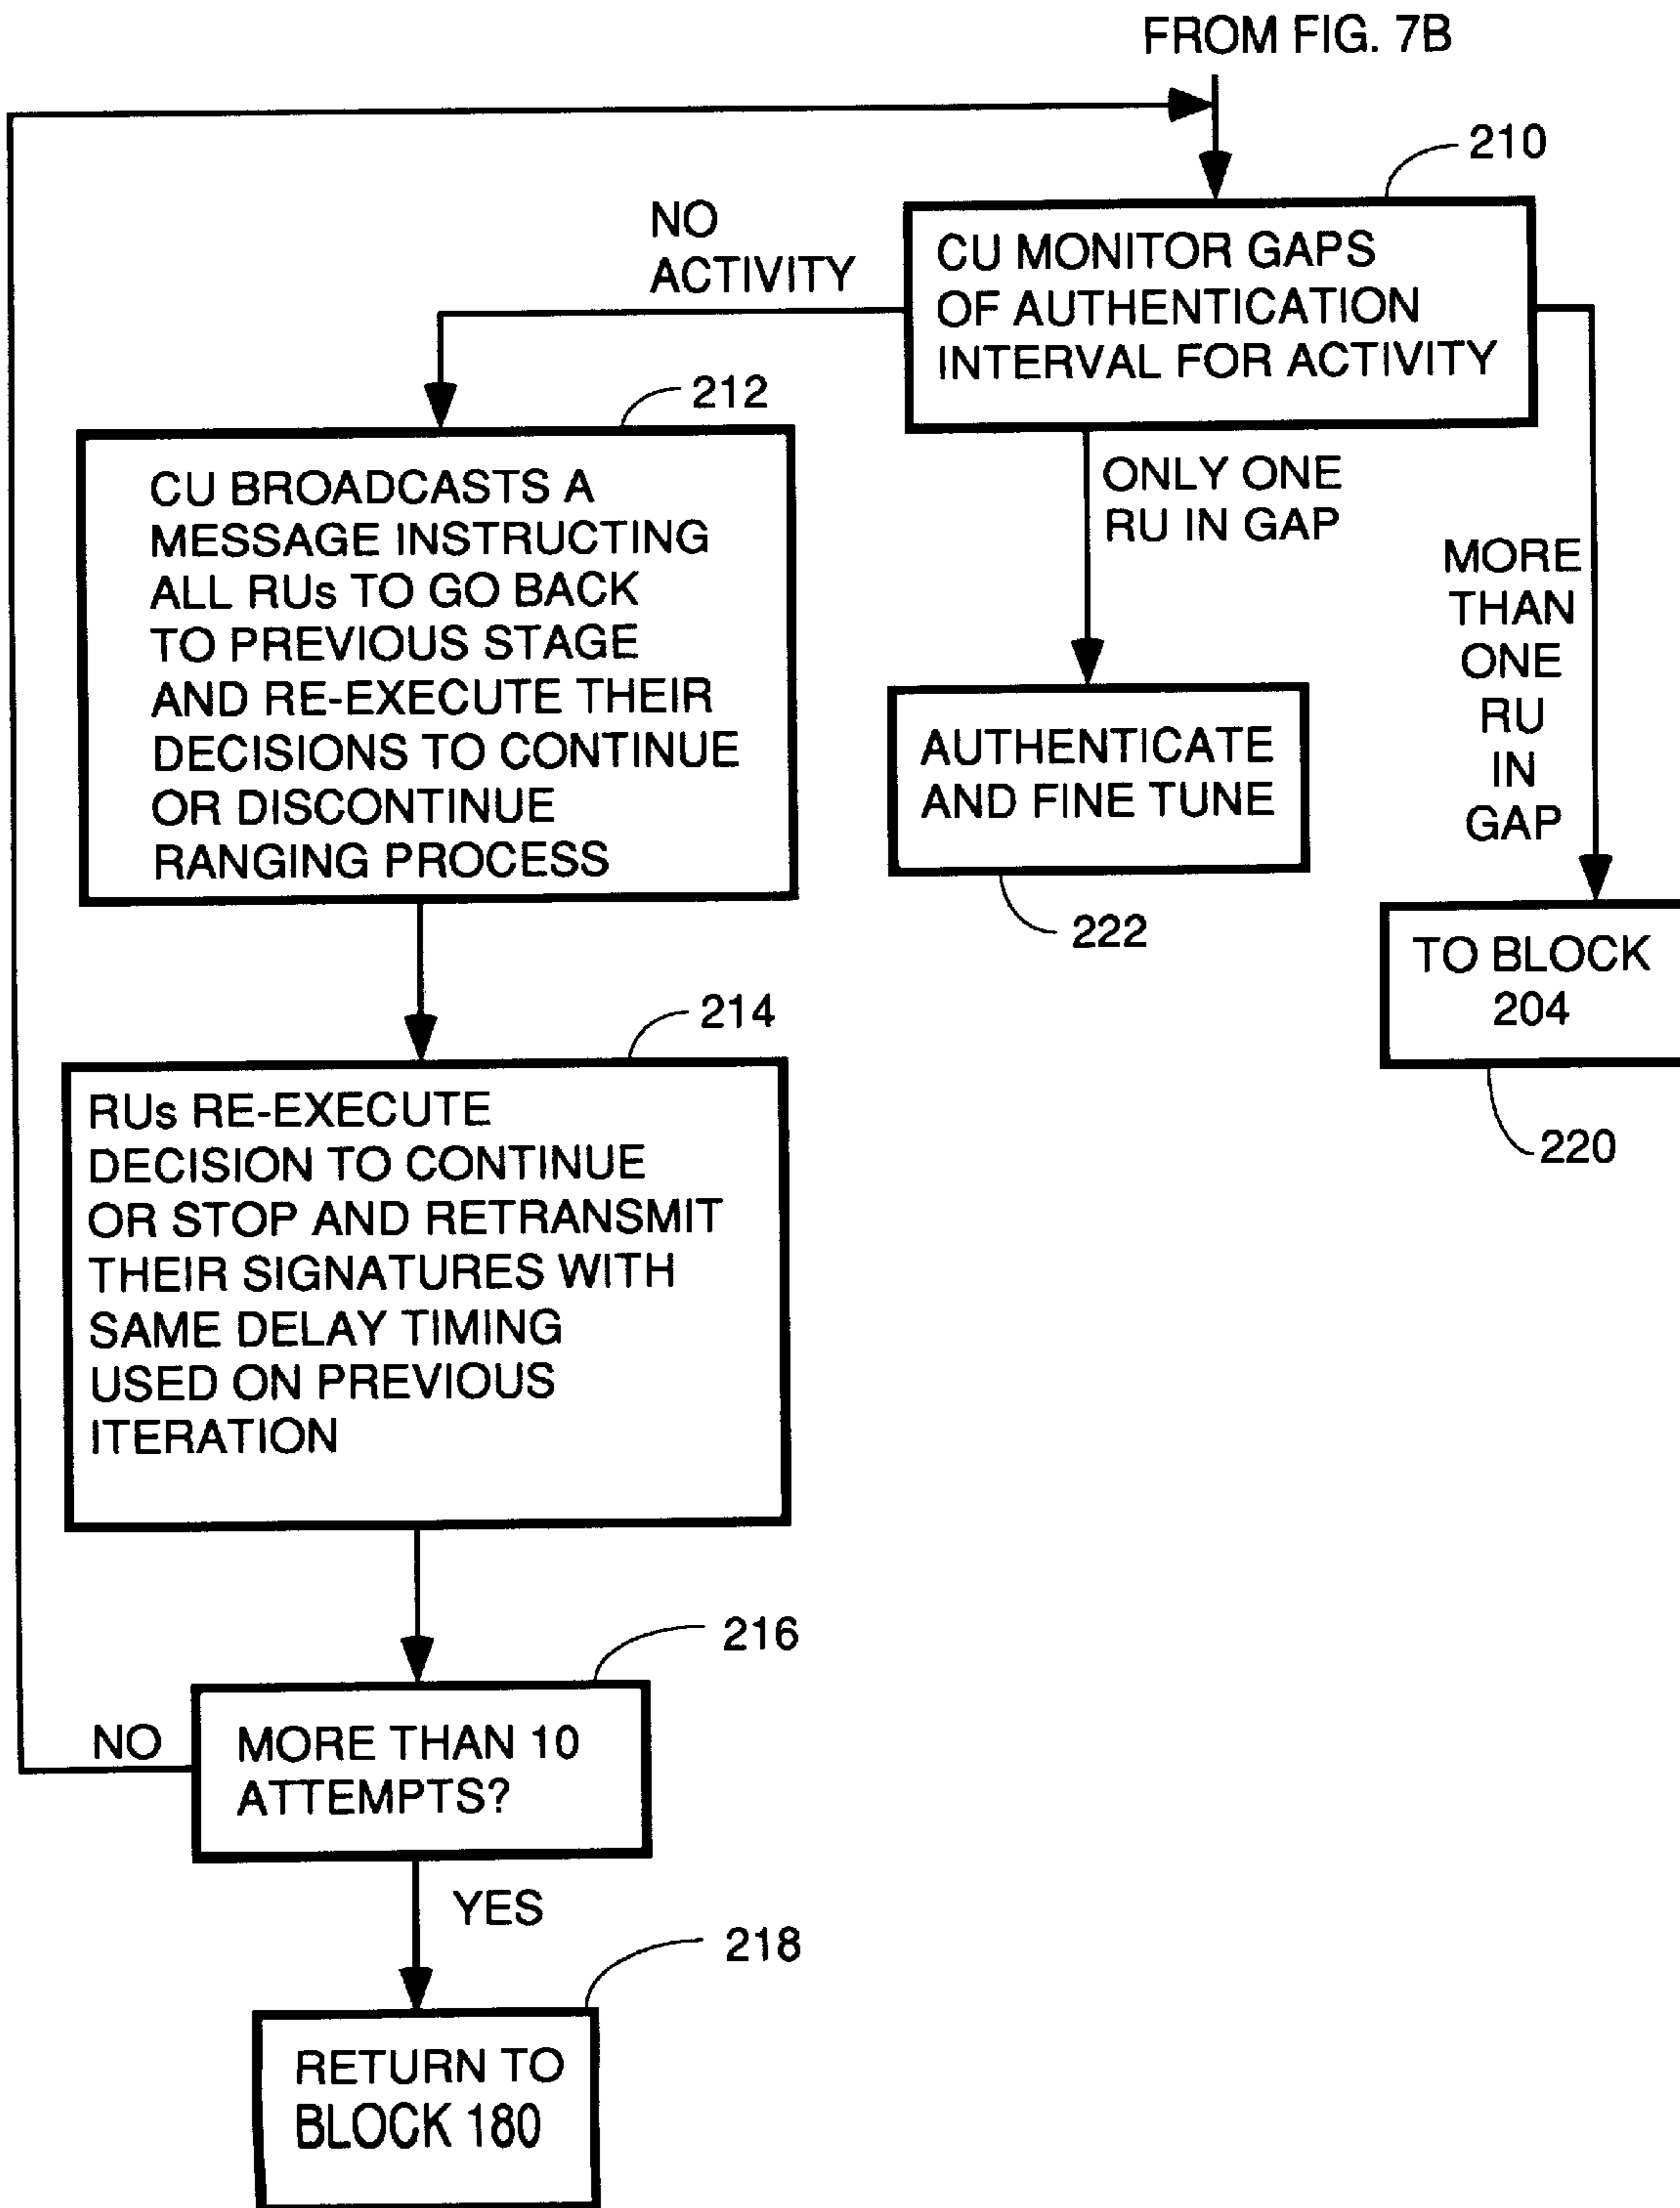 FROM FIG. 7B
210
CU MONITOR GAPS
OF AUTHENTICATION
INTERVAL FOR ACTIVITY
NO
ACTIVITY
212
CU BROADCASTS A
MESSAGE INSTRUCTING
ALL RUs TO GO BACK
TO PREVIOUS STAGE
AND RE-EXECUTE THEIR
DECISIONS TO CONTINUE
OR DISCONTINUE
RANGING PROCESS
ONLY ONE
RU IN GAP
AUTHENTICATE
AND FINE TUNE
222
MORE
THAN
ONE
RU
IN
GAP
TO BLOCK
204
220
214
RUs RE-EXECUTE
DECISION TO CONTINUE
OR STOP AND RETRANSMIT
THEIR SIGNATURES WITH
SAME DELAY TIMING
USED ON PREVIOUS
ITERATION
216
NO
MORE THAN 10
ATTEMPTS?
YES
218
RETURN TO
BLOCK 180